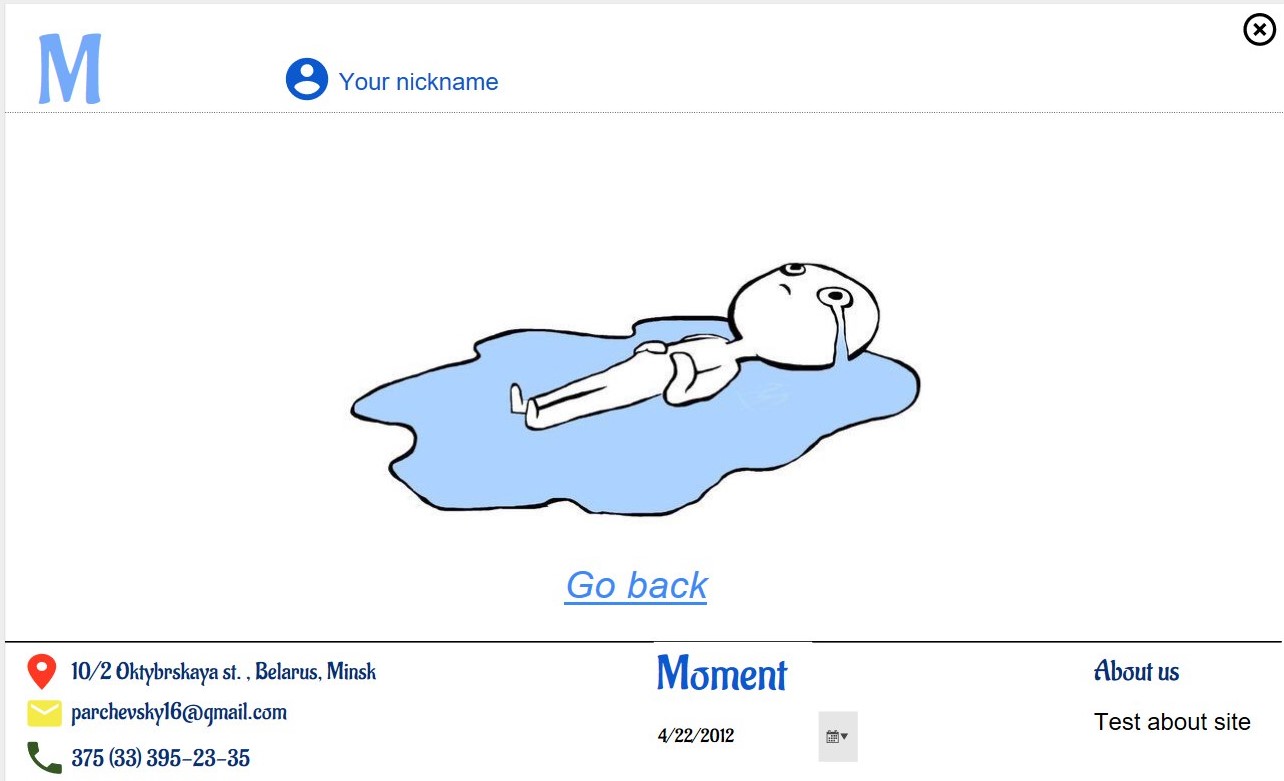 M
Your nickname
Go back
10/2 Oktybrskaya st. , Belarus, Minsk
parchevsky16@gmail.com
375 (33) 395-23-35
Moment
4/22/2012
About us
Test about site